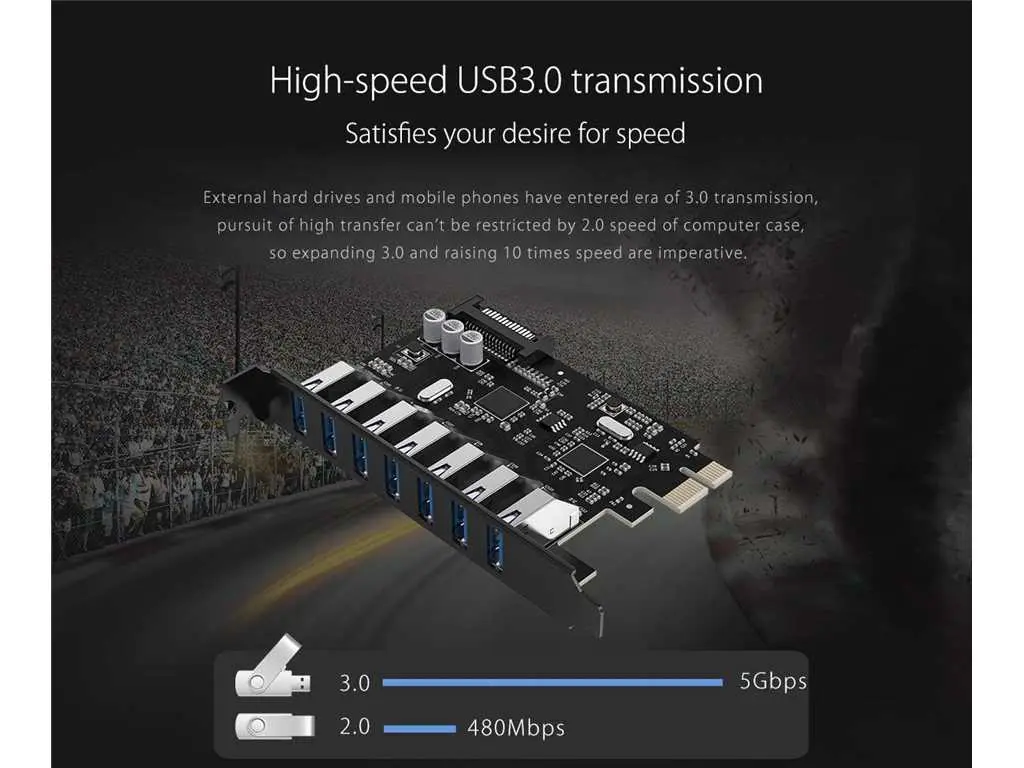 High-speed USB3.0 transmission
Satisfies your desire for speed
External hard drives and mobile phones have entered era of 3.0 transmission,
pursuit of high transfer can't be restricted by 2.0 speed of computer case,
so expanding 3.0 and raising 10 times speed are imperative.
3.0 5Gbps
2.0 480Mbps